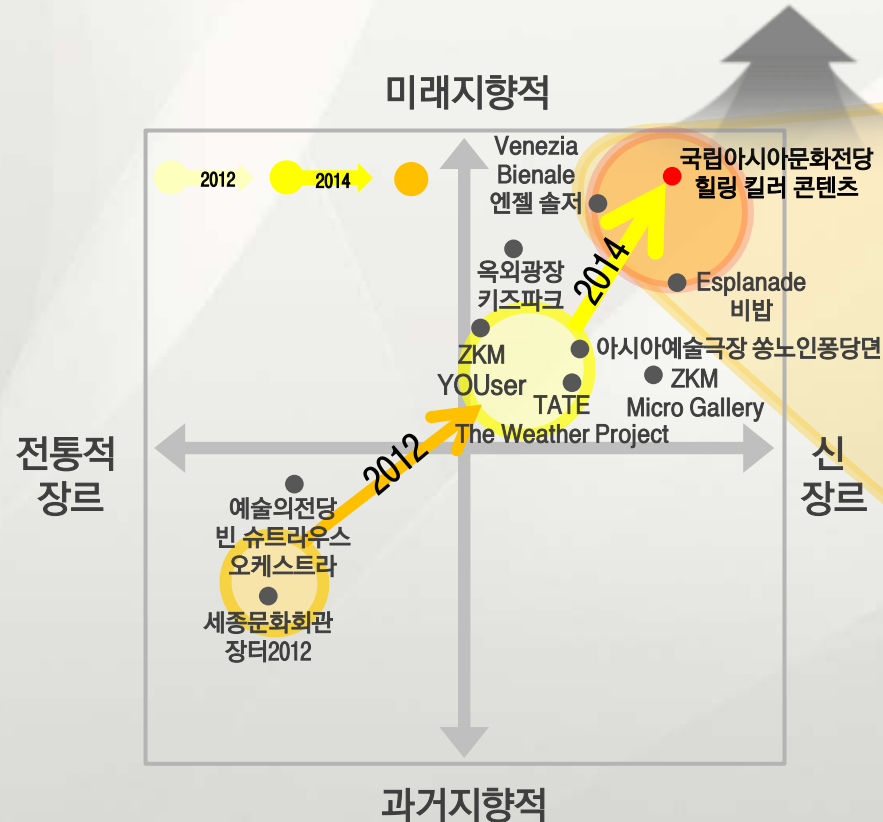 미래지향적
2012
2014
Venezia
Bienale
엔젤 솔저
국립아시아문화전당
힐링 킬러 콘텐츠
옥외광장
키즈파크
2014
Esplanade
비밥
ZKM
YOUser
아시아예술극장 쏭노인퐁당뎐
TATE
The Weather Project
ZKM
Micro Gallery
전통적
장르
2012
신
장르
예술의전당
빈 슈트라우스
오케스트라
세종문화회관
장터2012
과거지향적